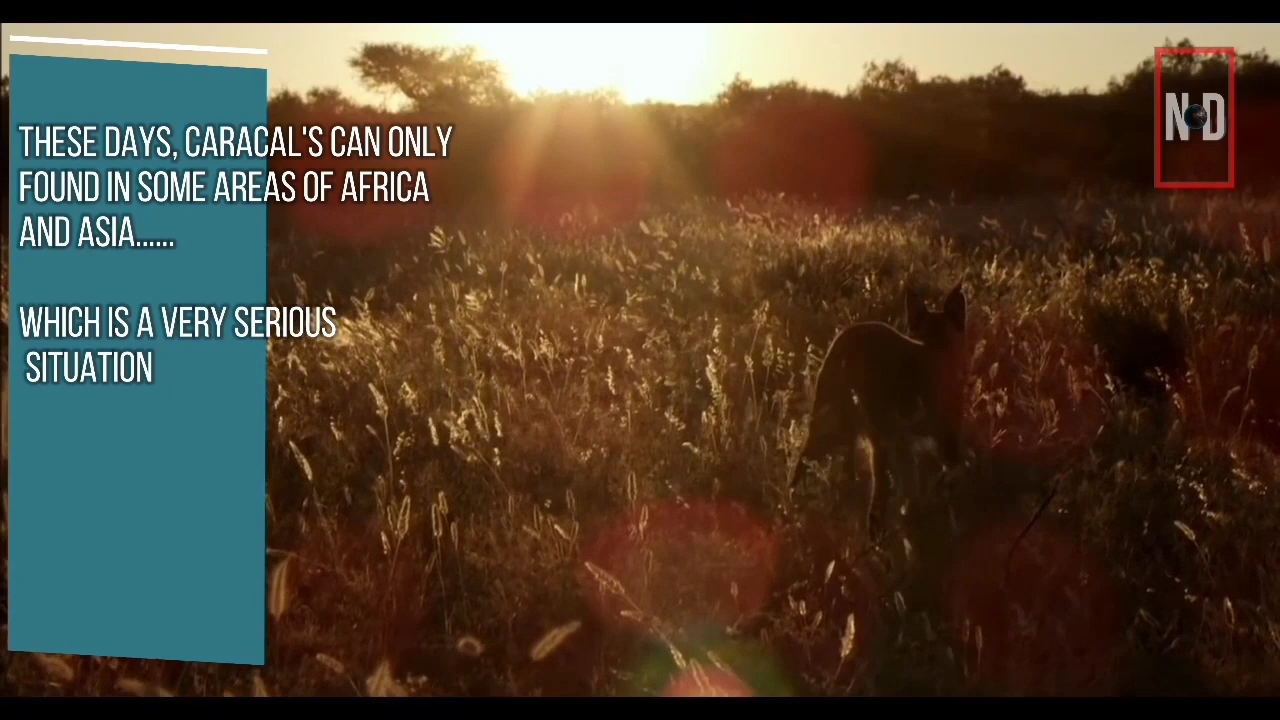 THESE DAYS, CARACAL'S CAN ONLY
FOUND IN SOME AREAS OF AFRICA
AND ASIA......
WHICH IS A VERY SERIOUS
SITUATION
N D